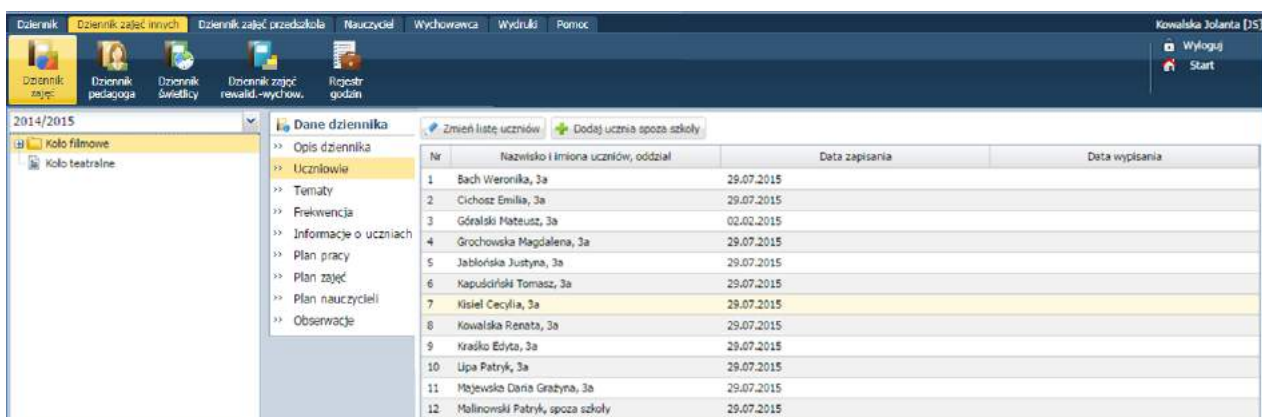 Dziennik Dziennik zajęć innych Dziennik zajęć przedszkola Nauczyciel Wychowawca Wydruki Pomoc Kowalska Jolanta [JS]
Dziennik zajęć
Dziennik pedagoga
Dziennik świetlicy
Dziennik zajęć rewalid.-wychow.
Rejestr godzin
Wyloguj
Start
2014/2015
Koło filmowe
Koło teatralne
Dane dziennika
Opis dziennika
Uczniowie
Tematy
Frekwencja
Informacje o uczniach
Plan pracy
Plan zajęć
Plan nauczycieli
Obserwacje
Zmień listę uczniów Dodaj ucznia spoza szkoły
Nr Nazwisko i imiona uczniów, oddział Data zapisania Data wypisania
1 Bach Weronika, 3a 29.07.2015
2 Cichosz Emilia, 3a 29.07.2015
3 Góralski Mateusz, 3a 02.02.2015
4 Grochowska Magdalena, 3a 29.07.2015
5 Jabłońska Justyna, 3a 29.07.2015
6 Kapuściński Tomasz, 3a 29.07.2015
7 Kisiel Cecylia, 3a 29.07.2015
8 Kowalska Renata, 3a 29.07.2015
9 Kraśko Edyta, 3a 29.07.2015
10 Lipa Patryk, 3a 29.07.2015
11 Majewska Daria Grażyna, 3a 29.07.2015
12 Malinowski Patryk, spoza szkoły 29.07.2015